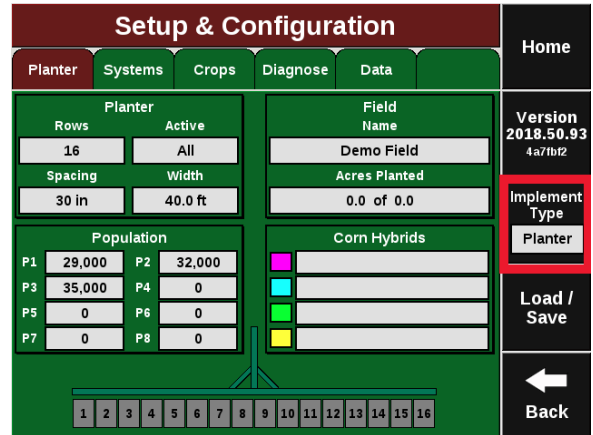 Setup & Configuration
Home
Planter Systems Crops Diagnose Data
Version
2018.50.93
4a7fbf2
Implement
Type
Planter
Load /
Save
Back
Planter
Rows Active
16 All
Spacing Width
30 in 40.0 ft
Field
Name
Demo Field
Acres Planted
0.0 of 0.0
Population
P1 29,000 P2 32,000
P3 35,000 P4 0
P5 0 P6 0
P7 0 P8 0
Corn Hybrids
1 2 3 4 5 6 7 8 9 10 11 12 13 14 15 16